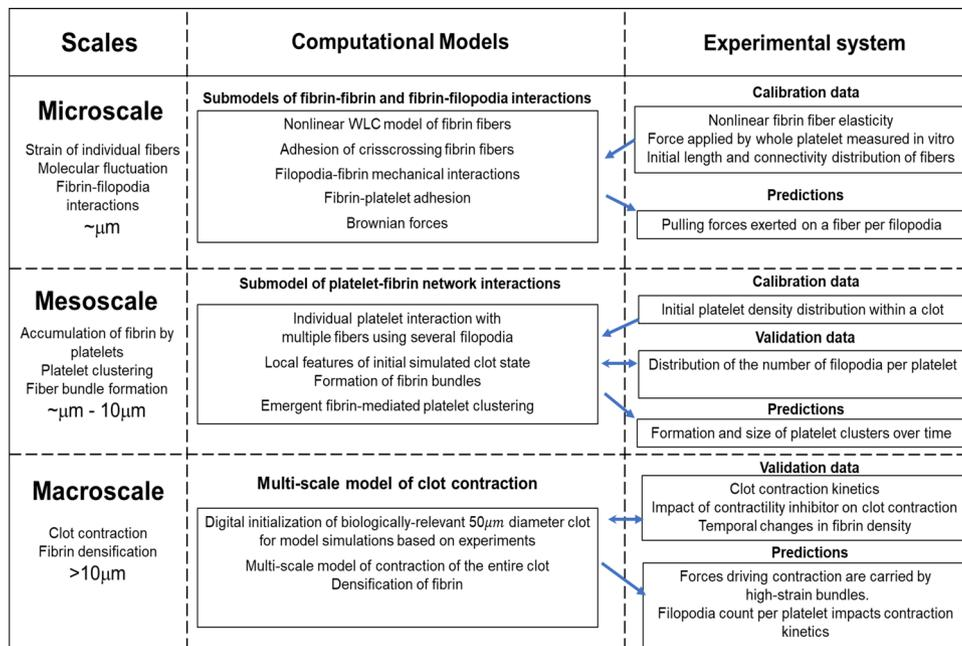 Scales
Computational Models
Experimental system
Microscale
Strain of individual fibers
Molecular fluctuation
Fibrin-filopodia
interactions
~μm
Submodels of fibrin-fibrin and fibrin-filopodia interactions
Nonlinear WLC model of fibrin fibers
Adhesion of crisscrossing fibrin fibers
Filopodia-fibrin mechanical interactions
Fibrin-platelet adhesion
Brownian forces
Calibration data
Nonlinear fibrin fiber elasticity
Force applied by whole platelet measured in vitro
Initial length and connectivity distribution of fibers
Predictions
Pulling forces exerted on a fiber per filopodia
Mesoscale
Accumulation of fibrin by
platelets
Platelet clustering
Fiber bundle formation
~μm - 10μm
Submodel of platelet-fibrin network interactions
Individual platelet interaction with
multiple fibers using several filopodia
Local features of initial simulated clot state
Formation of fibrin bundles
Emergent fibrin-mediated platelet clustering
Calibration data
Initial platelet density distribution within a clot
Validation data
Distribution of the number of filopodia per platelet
Predictions
Formation and size of platelet clusters over time
Macroscale
Clot contraction
Fibrin densification
>10μm
Multi-scale model of clot contraction
Digital initialization of biologically-relevant 50μm diameter clot
for model simulations based on experiments
Multi-scale model of contraction of the entire clot
Densification of fibrin
Validation data
Clot contraction kinetics
Impact of contractility inhibitor on clot contraction
Temporal changes in fibrin density
Predictions
Forces driving contraction are carried by
high-strain bundles.
Filopodia count per platelet impacts contraction
kinetics